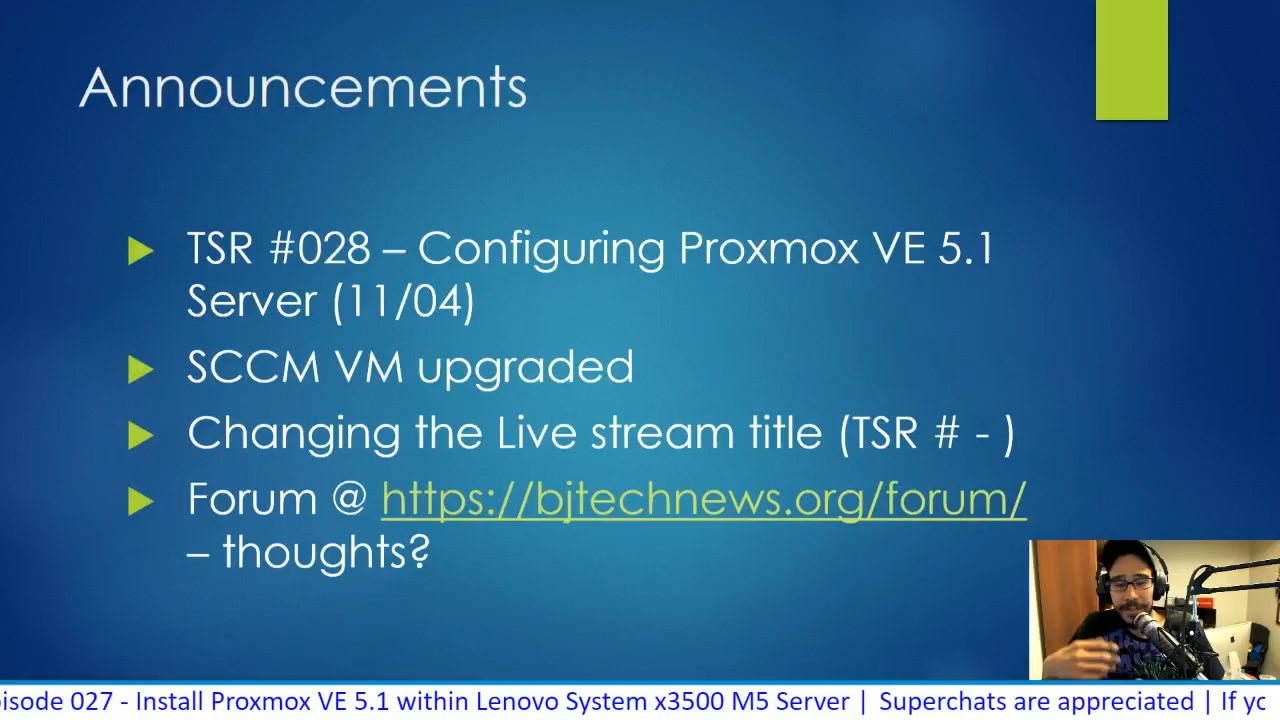 Announcements
TSR #028 – Configuring Proxmox VE 5.1
Server (11/04)
SCCM VM upgraded
Changing the Live stream title (TSR # - )
Forum @ https://bjtechnews.org/forum/
– thoughts?
isode 027 - Install Proxmox VE 5.1 within Lenovo System x3500 M5 Server | Superchats are appreciated | If yc